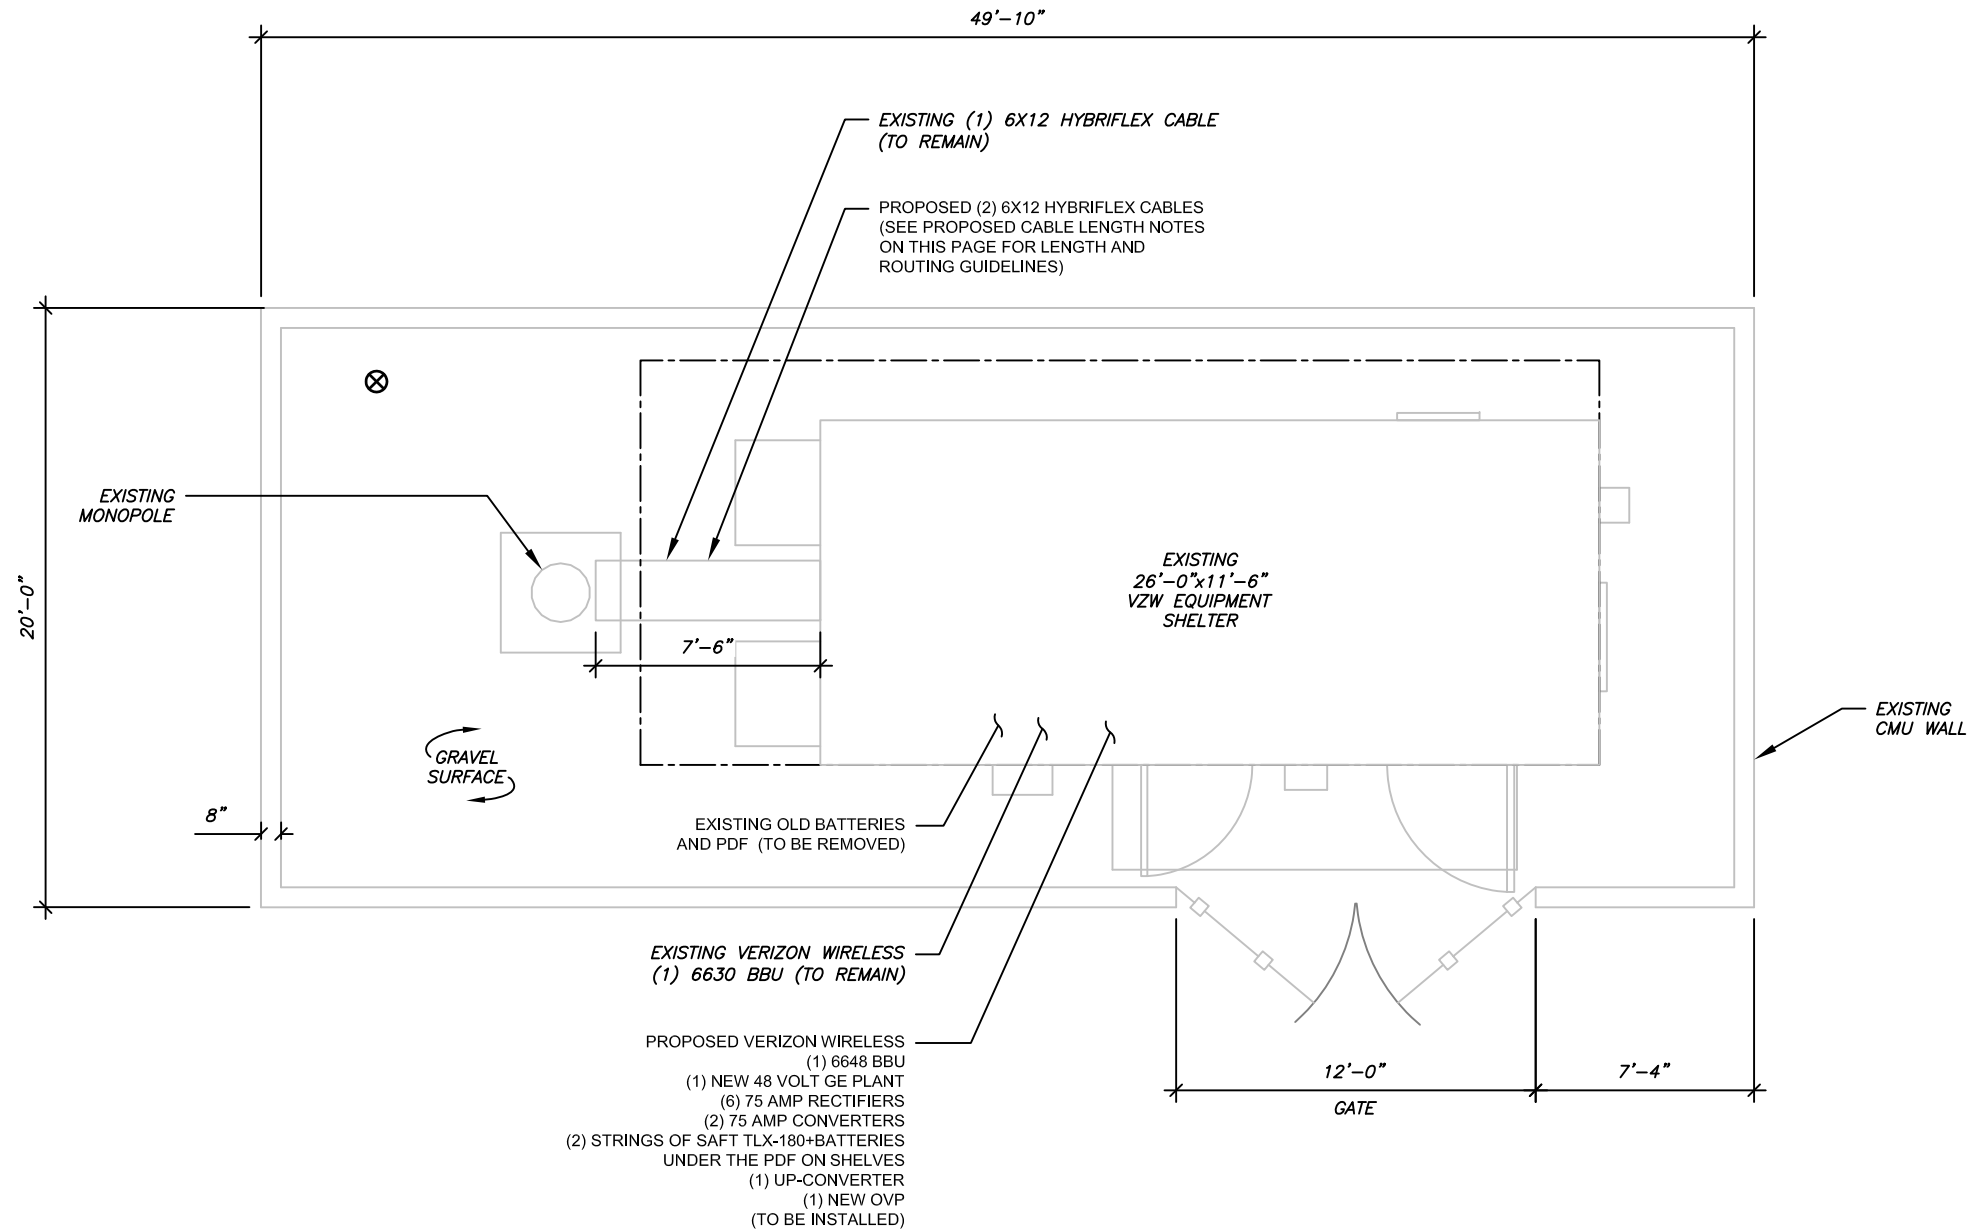 49'-10"
EXISTING (1) 6X12 HYBRIFLEX CABLE
(TO REMAIN)
PROPOSED (2) 6X12 HYBRIFLEX CABLES
(SEE PROPOSED CABLE LENGTH NOTES
ON THIS PAGE FOR LENGTH AND
ROUTING GUIDELINES)
EXISTING
MONOPOLE
20'-0"
EXISTING
26'-0"x11'-6"
VZW EQUIPMENT
SHELTER
7'-6"
EXISTING
CMU WALL
GRAVEL
SURFACE
8"
EXISTING OLD BATTERIES
AND PDF (TO BE REMOVED)
EXISTING VERIZON WIRELESS
(1) 6630 BBU (TO REMAIN)
PROPOSED VERIZON WIRELESS
(1) 6648 BBU
(1) NEW 48 VOLT GE PLANT
(6) 75 AMP RECTIFIERS
(2) 75 AMP CONVERTERS
(2) STRINGS OF SAFT TLX-180+BATTERIES
UNDER THE PDF ON SHELVES
(1) UP-CONVERTER
(1) NEW OVP
(TO BE INSTALLED)
12'-0"
GATE
7'-4"